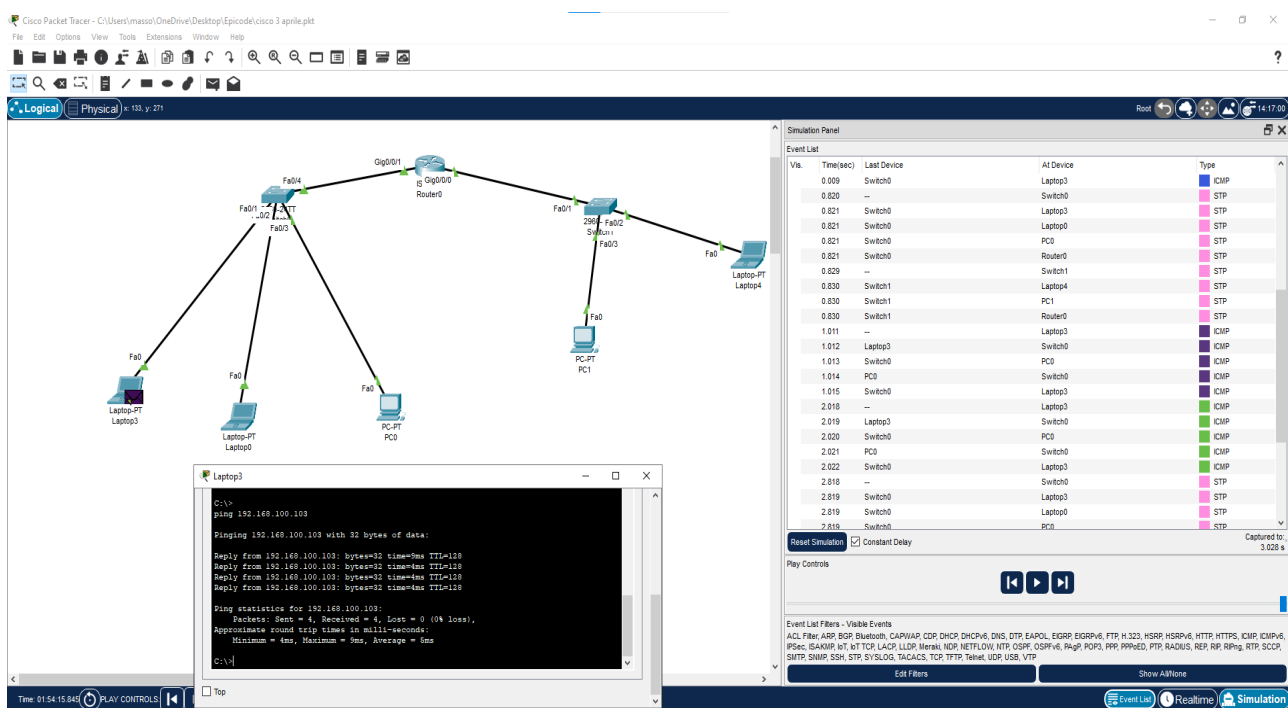 Cisco Packet Tracer - C:\Users\masso\OneDrive\Desktop\Epicode\cisco 3 aprile.pkt
File Edit Options View Tools Extensions Window Help
?
Logical Physical x: 133, y: 271
Root 14:17:00
Gig0/0/1
Gig0/0/0
IS
Router0
Fa0/4
Fa0/1
Fa0/3
Fa0/1
2960 Fa0/2
Switch1
Fa0/3
Fa0
Laptop-PT
Laptop4
Fa0
PC-PT
PC1
Fa0
Laptop-PT
Laptop3
Fa0
Laptop-PT
Laptop0
Fa0
PC-PT
PC0
Laptop3
C:\>
ping 192.168.100.103
Pinging 192.168.100.103 with 32 bytes of data:
Reply from 192.168.100.103: bytes=32 time=9ms TTL=128
Reply from 192.168.100.103: bytes=32 time=4ms TTL=128
Reply from 192.168.100.103: bytes=32 time=4ms TTL=128
Reply from 192.168.100.103: bytes=32 time=4ms TTL=128
Ping statistics for 192.168.100.103:
Packets: Sent = 4, Received = 4, Lost = 0 (0% loss),
Approximate round trip times in milli-seconds:
Minimum = 4ms, Maximum = 9ms, Average = 5ms
C:\>
Top
Simulation Panel
Event List
Vis. Time(sec) Last Device At Device Type
0.009 Switch0 Laptop3 ICMP
0.820 -- Switch0 STP
0.821 Switch0 Laptop3 STP
0.821 Switch0 Laptop0 STP
0.821 Switch0 PC0 STP
0.821 Switch0 Router0 STP
0.829 -- Switch1 STP
0.830 Switch1 Laptop4 STP
0.830 Switch1 PC1 STP
0.830 Switch1 Router0 STP
1.011 -- Laptop3 ICMP
1.012 Laptop3 Switch0 ICMP
1.013 Switch0 PC0 ICMP
1.014 PC0 Switch0 ICMP
1.015 Switch0 Laptop3 ICMP
2.018 -- Laptop3 ICMP
2.019 Laptop3 Switch0 ICMP
2.020 Switch0 PC0 ICMP
2.021 PC0 Switch0 ICMP
2.022 Switch0 Laptop3 ICMP
2.818 -- Switch0 STP
2.819 Switch0 Laptop3 STP
2.819 Switch0 Laptop0 STP
2.819 Switch0 PC0 STP
Reset Simulation Constant Delay Captured to:
3.028 s
Play Controls
Event List Filters - Visible Events
ACL Filter, ARP, BGP, Bluetooth, CAPWAP, CDP, DHCP, DHCPv6, DNS, DTP, EAPOL, EIGRP, EIGRPv6, FTP, H.323, HSRP, HSRPv6, HTTP, HTTPS, ICMP, ICMPv6,
IPSec, ISAKMP, IoT, IoT TCP, LACP, LLDP, Meraki, NDP, NETFLOW, NTP, OSPF, OSPFv6, PAgP, POP3, PPP, PPPoED, PTP, RADIUS, REP, RIP, RIPng, RTP, SCCP,
SMTP, SNMP, SSH, STP, SYSLOG, TACACS, TCP, TFTP, Telnet, UDP, USB, VTP
Edit Filters Show All/None
Time: 01:54:15.845 PLAY CONTROLS:
Event List Realtime Simulation